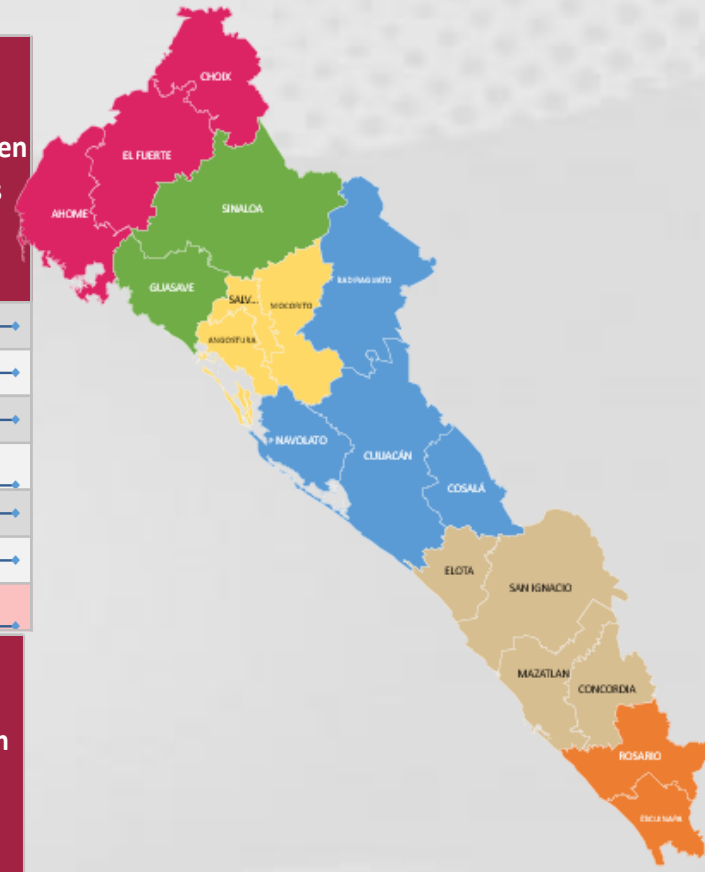 CHOIX
en
EL FUERTE
s
AHOME
SINALOA
BADIRAGUATO
GUASAVE
SALV...
MOCORITO
ANGOSTURA
NAVOLATO
CULIACÁN
COSALÁ
ELOTA
SAN IGNACIO
MAZATLAN
CONCORDIA
n
ROSARIO
ESCUINAPA